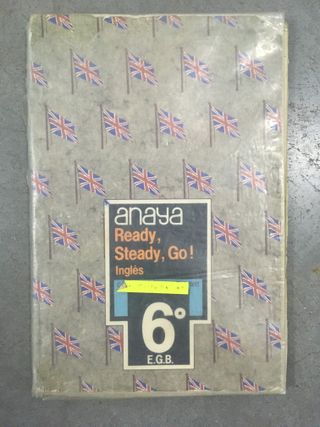 anaya
Ready,
Steady, Go!
Inglés
6º
E.G.B.